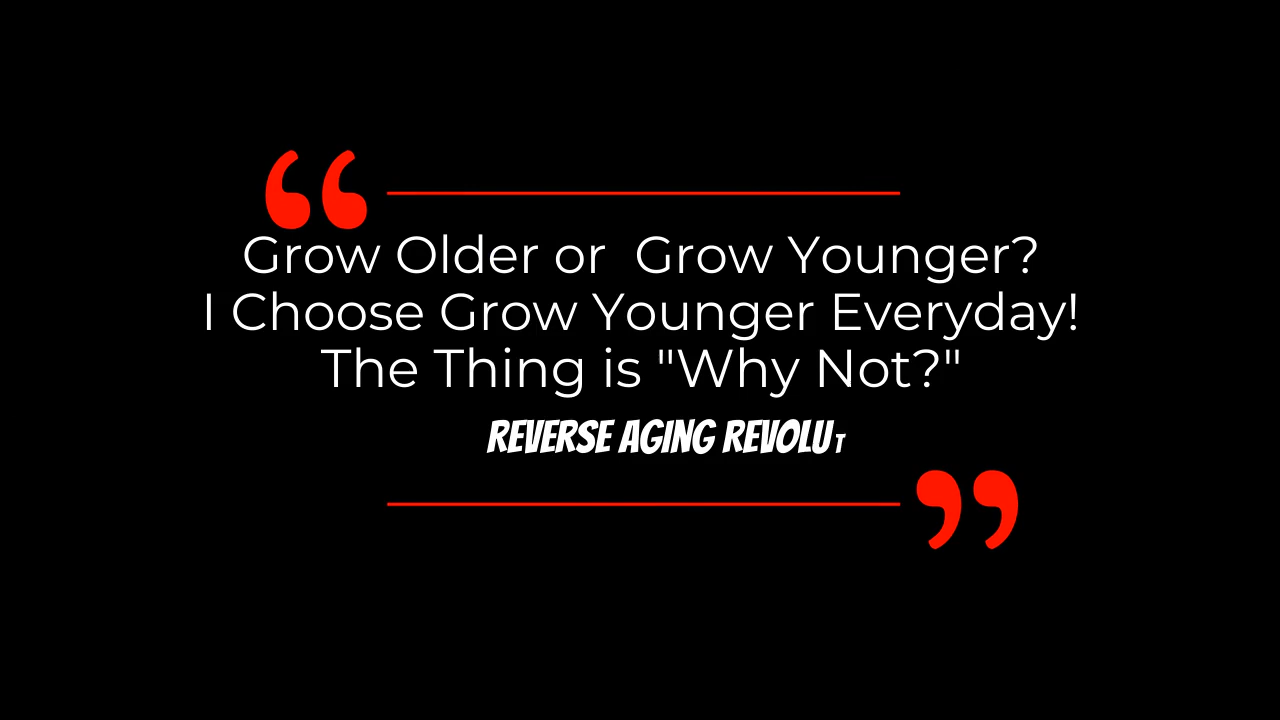 Grow Older or  Grow Younger?
I Choose Grow Younger Everyday!
The Thing is "Why Not?"
REVERSE AGING REVOLUT